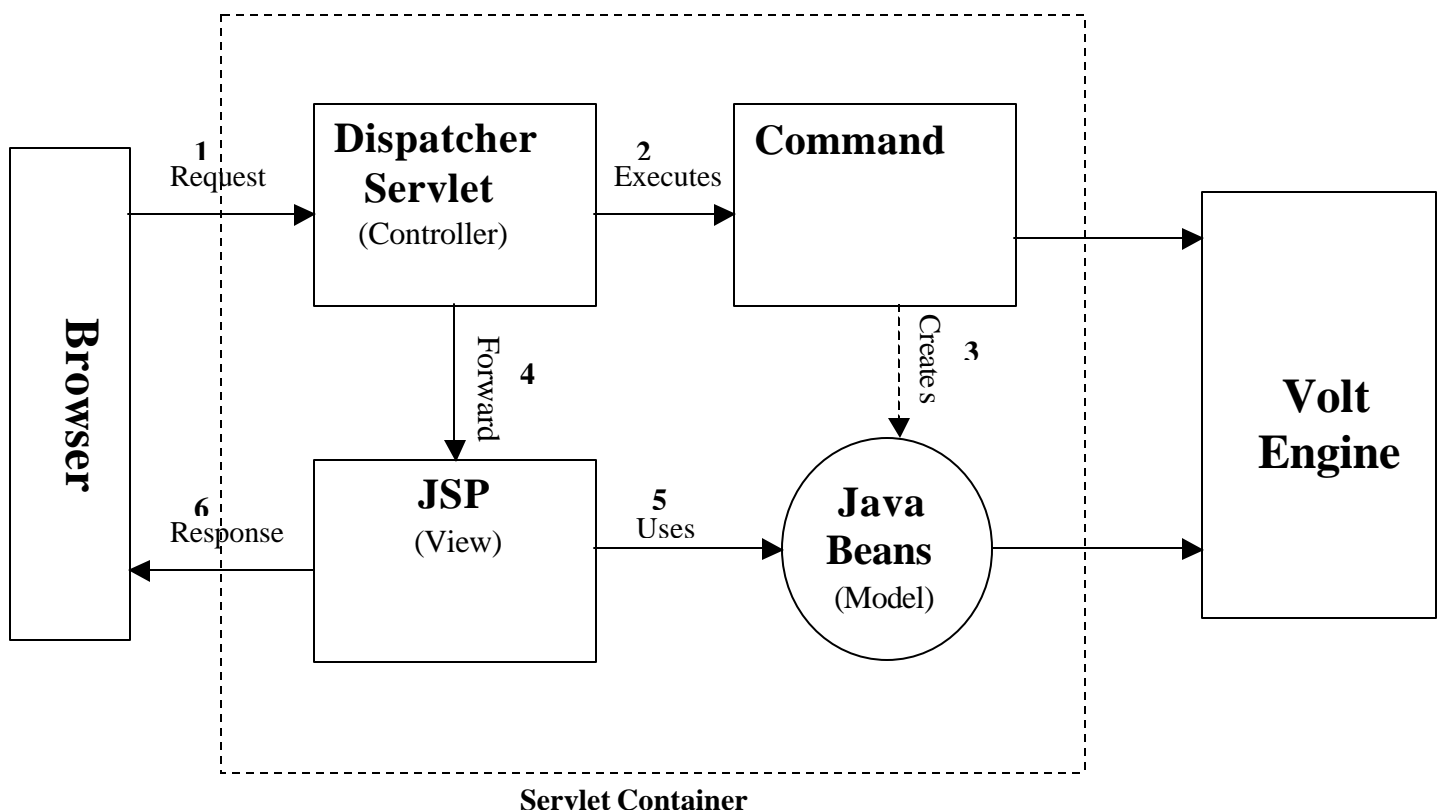 1
Request
Dispatcher
Servlet
(Controller)
2
Executes
Command
Browser
Forward
4
Creates
3
Volt
Engine
JSP
(View)
6
Response
5
Uses
Java
Beans
(Model)
Servlet Container